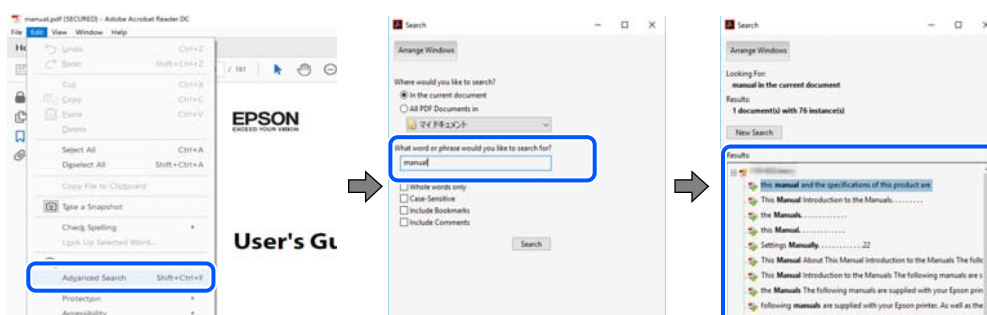 manual.pdf (SECURED) - Adobe Acrobat Reader DC
File Edit View Window Help
Undo Ctrl+Z
Redo Shift+Ctrl+Z
Cut Ctrl+X
Copy Ctrl+C
Paste Ctrl+V
Delete
Select All Ctrl+A
Deselect All Shift+Ctrl+A
Copy File to Clipboard
Take a Snapshot
Check Spelling
Look Up Selected Word...
Advanced Search Shift+Ctrl+F
Protection
Accessibility
/ 191
EPSON
EXCEED YOUR VISION
User's Gu
Search
Arrange Windows
Where would you like to search?
In the current document
All PDF Documents in
マイドキュメント
What word or phrase would you like to search for?
manual
Whole words only
Case-Sensitive
Include Bookmarks
Include Comments
Search
Search
Arrange Windows
Looking For:
manual in the current document
Results:
1 document(s) with 76 instance(s)
New Search
Results
this manual and the specifications of this product are
This Manual Introduction to the Manuals.........
the Manuals.............
this Manual.............
Settings Manually.............22
This Manual About This Manual Introduction to the Manuals The follo
This Manual Introduction to the Manuals The following manuals are s
the Manuals The following manuals are supplied with your Epson prin
following manuals are supplied with your Epson printer. As well as the